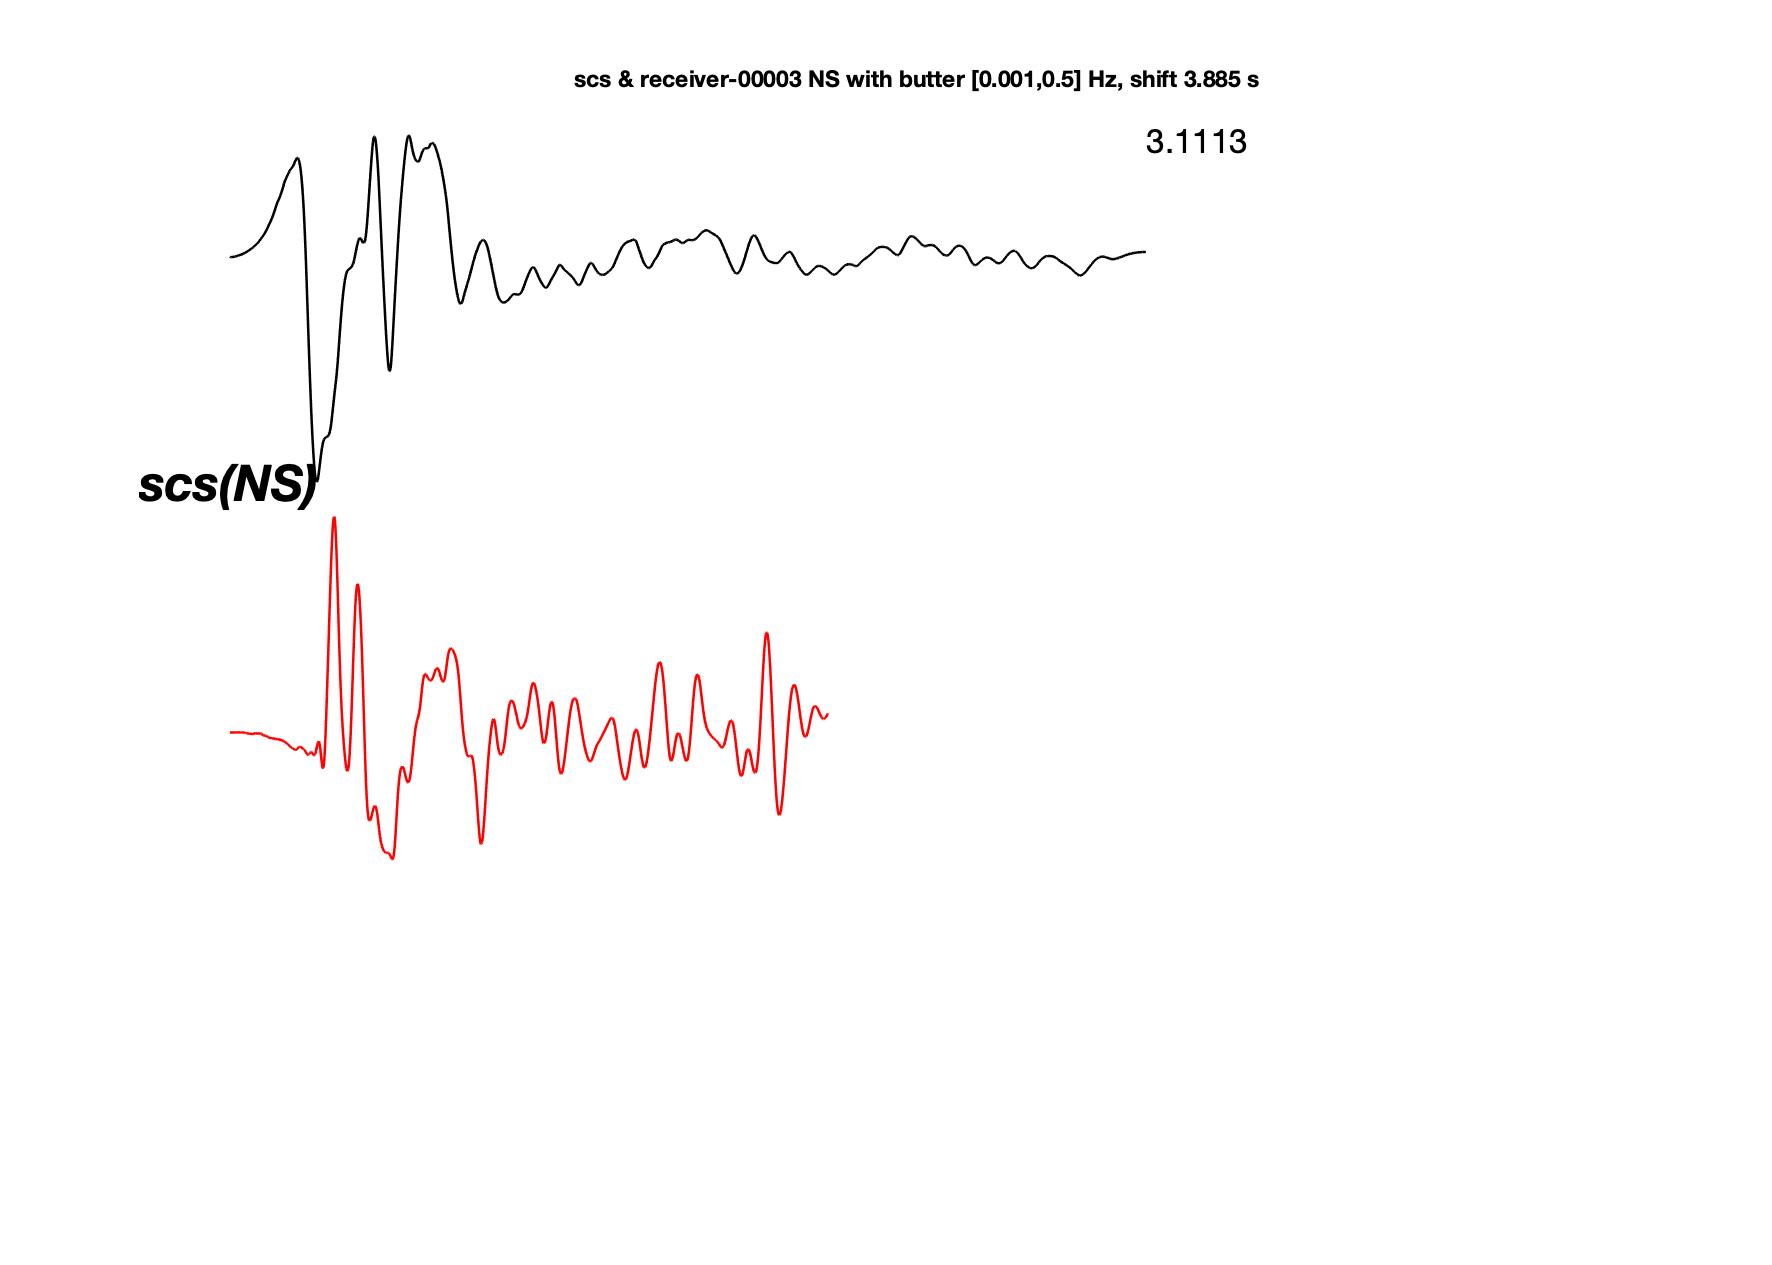 scs & receiver-00003 NS with butter [0.001,0.5] Hz, shift 3.885 s
3.1113
scs(NS)